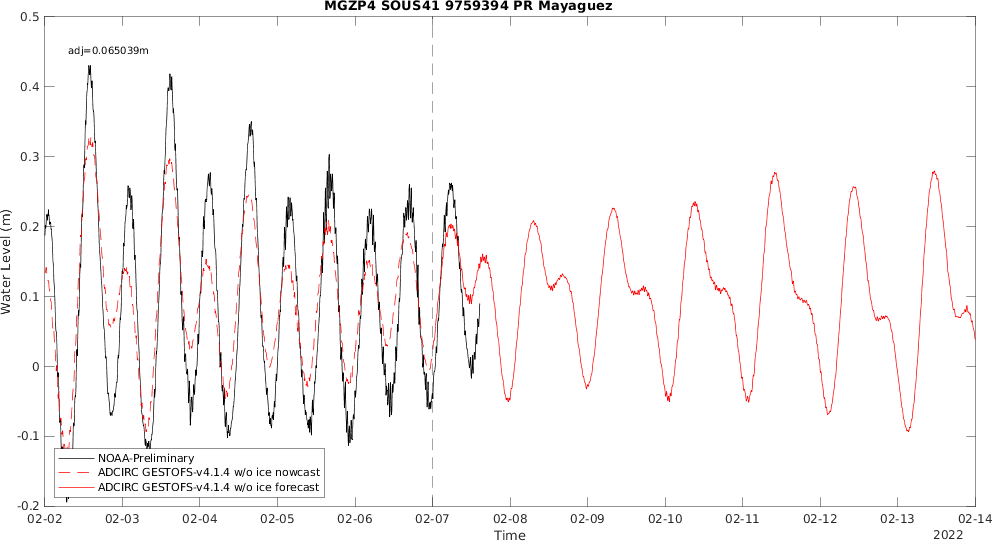 MGZP4 SOUS41 9759394 PR Mayaguez
adj=0.065039m
0.5
0.4
0.3
0.2
0.1
0
-0.1
-0.2
Water Level (m)
NOAA-Preliminary
ADCIRC GESTOFS-v4.1.4 w/o ice nowcast
ADCIRC GESTOFS-v4.1.4 w/o ice forecast
02-02 02-03 02-04 02-05 02-06 02-07 02-08 02-09 02-10 02-11 02-12 02-13 02-14
Time
2022